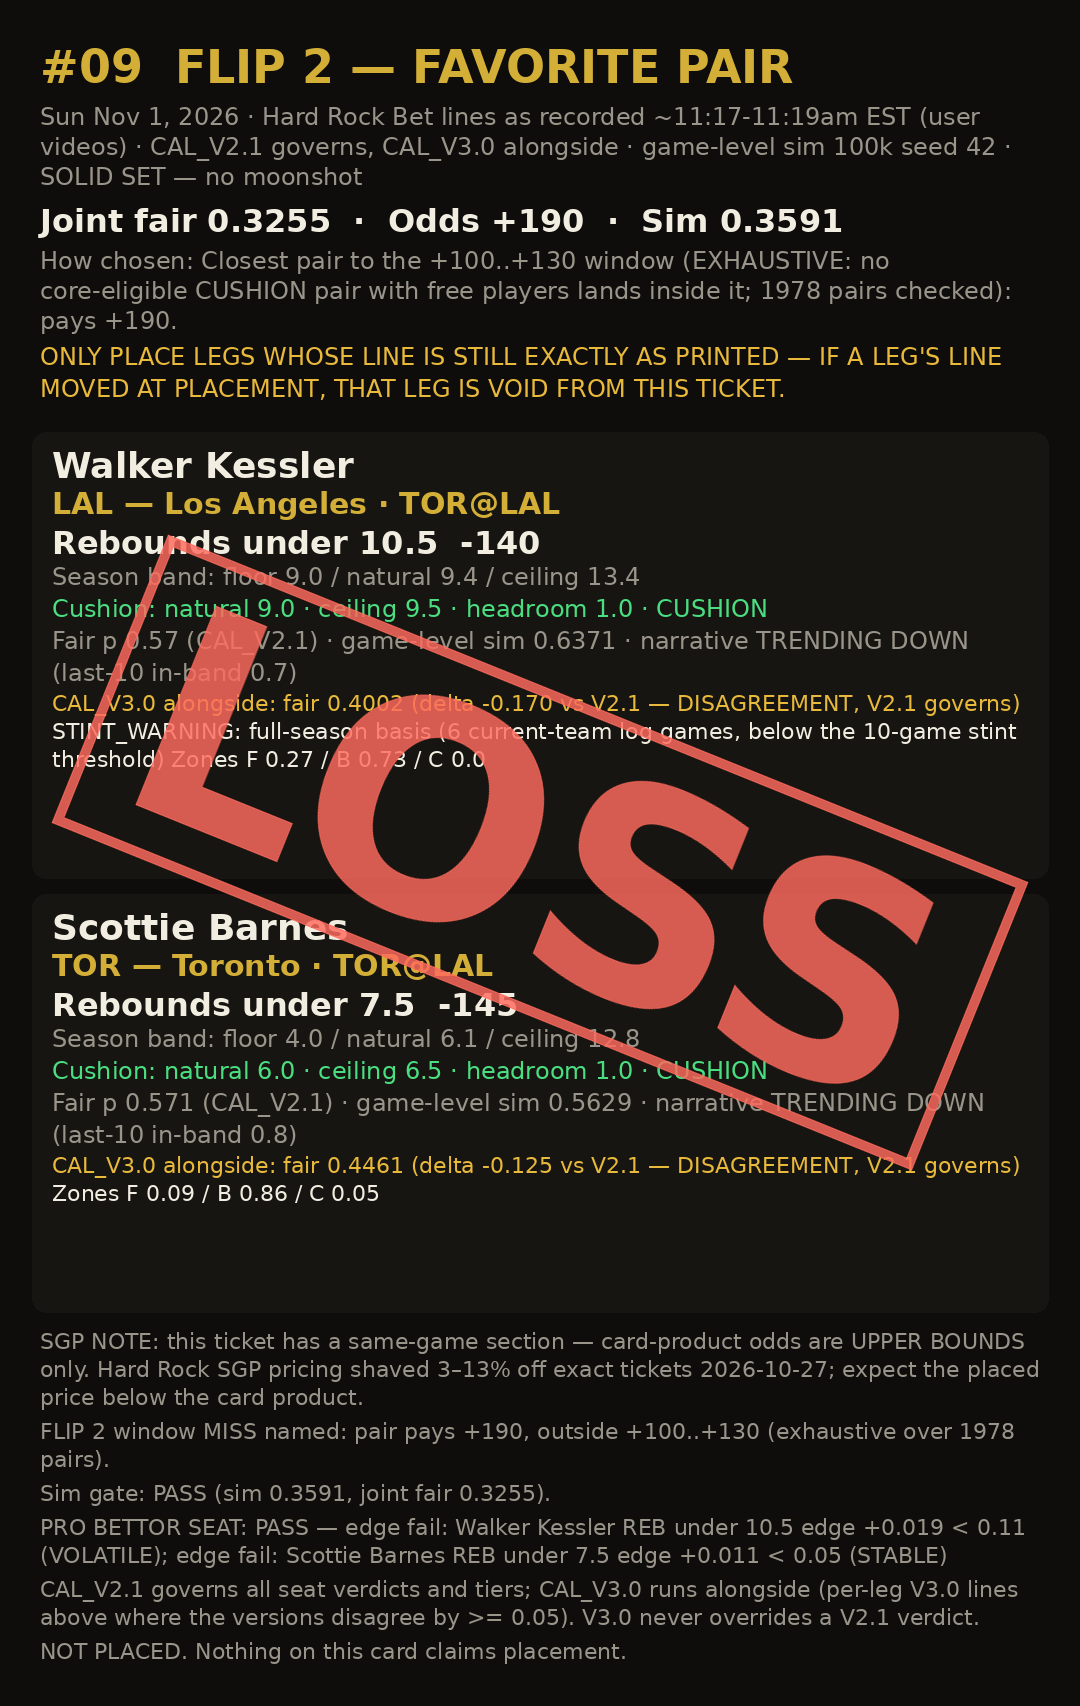 #09 FLIP 2 — FAVORITE PAIR
Sun Nov 1, 2026 · Hard Rock Bet lines as recorded ~11:17-11:19am EST (user
videos) · CAL_V2.1 governs, CAL_V3.0 alongside · game-level sim 100k seed 42 ·
SOLID SET — no moonshot
Joint fair 0.3255 · Odds +190 · Sim 0.3591
How chosen: Closest pair to the +100..+130 window (EXHAUSTIVE: no
core-eligible CUSHION pair with free players lands inside it; 1978 pairs checked):
pays +190.
ONLY PLACE LEGS WHOSE LINE IS STILL EXACTLY AS PRINTED — IF A LEG'S LINE
MOVED AT PLACEMENT, THAT LEG IS VOID FROM THIS TICKET.
Walker Kessler
LAL — Los Angeles · TOR@LAL
Rebounds under 10.5 -140
Season band: floor 9.0 / natural 9.4 / ceiling 13.4
Cushion: natural 9.0 · ceiling 9.5 · headroom 1.0 · CUSHION
Fair p 0.57 (CAL_V2.1) · game-level sim 0.6371 · narrative TRENDING DOWN
(last-10 in-band 0.7)
CAL_V3.0 alongside: fair 0.4002 (delta -0.170 vs V2.1 — DISAGREEMENT, V2.1 governs)
STINT_WARNING: full-season basis (6 current-team log games, below the 10-game stint
threshold) Zones F 0.27 / B 0.73 / C 0.0
LOSS
Scottie Barnes
TOR — Toronto · TOR@LAL
Rebounds under 7.5 -145
Season band: floor 4.0 / natural 6.1 / ceiling 12.8
Cushion: natural 6.0 · ceiling 6.5 · headroom 1.0 · CUSHION
Fair p 0.571 (CAL_V2.1) · game-level sim 0.5629 · narrative TRENDING DOWN
(last-10 in-band 0.8)
CAL_V3.0 alongside: fair 0.4461 (delta -0.125 vs V2.1 — DISAGREEMENT, V2.1 governs)
Zones F 0.09 / B 0.86 / C 0.05
SGP NOTE: this ticket has a same-game section — card-product odds are UPPER BOUNDS
only. Hard Rock SGP pricing shaved 3–13% off exact tickets 2026-10-27; expect the placed
price below the card product.
FLIP 2 window MISS named: pair pays +190, outside +100..+130 (exhaustive over 1978
pairs).
Sim gate: PASS (sim 0.3591, joint fair 0.3255).
PRO BETTOR SEAT: PASS — edge fail: Walker Kessler REB under 10.5 edge +0.019 < 0.11
(VOLATILE); edge fail: Scottie Barnes REB under 7.5 edge +0.011 < 0.05 (STABLE)
CAL_V2.1 governs all seat verdicts and tiers; CAL_V3.0 runs alongside (per-leg V3.0 lines
above where the versions disagree by >= 0.05). V3.0 never overrides a V2.1 verdict.
NOT PLACED. Nothing on this card claims placement.